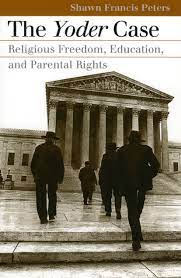 Shawn Francis Peters
The Yoder Case
Religious Freedom, Education,
and Parental Rights